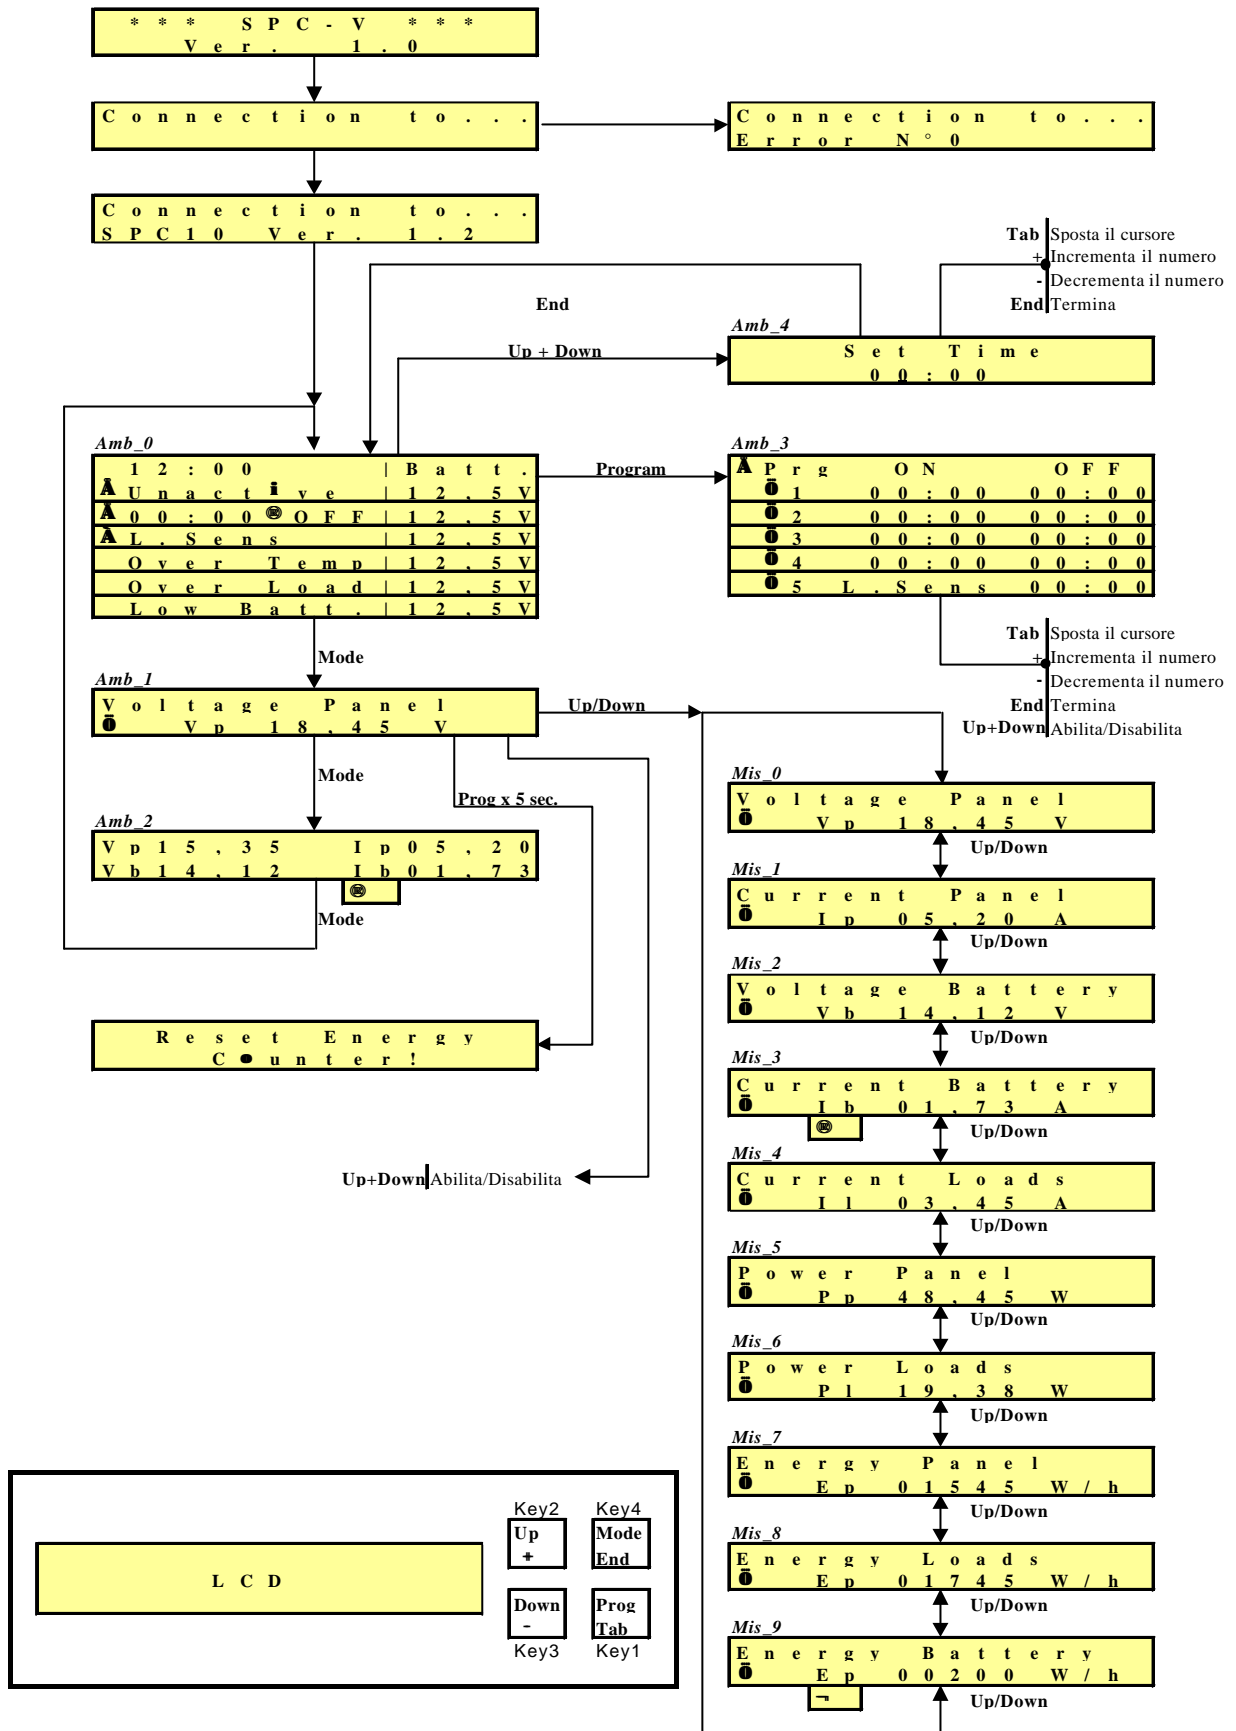 * * * SPC-V * * *
Ver. 1.0
Connection to...
Connection to...
Error N°0
Connection to...
SPC10 Ver. 1.2
Tab Sposta il cursore
+ Incrementa il numero
- Decrementa il numero
End Termina
End
Amb_4
Up + Down
Set Time
00:00
Amb_0
12:00 |Batt.
Unactive |12,5V
00:00 OFF|12,5V
L.Sens |12,5V
Over Temp|12,5V
Over Load|12,5V
Low Batt.|12,5V
Program
Amb_3
Prg ON OFF
1 00:00 00:00
2 00:00 00:00
3 00:00 00:00
4 00:00 00:00
5 L.Sens 00:00
Tab Sposta il cursore
+ Incrementa il numero
- Decrementa il numero
End Termina
Up+Down Abilita/Disabilita
Mode
Amb_1
Voltage Panel
Vp 18,45 V
Up/Down
Mode
Prog x 5 sec.
Amb_2
Vp15,35 Ip05,20
Vb14,12 Ib01,73
Mode
Reset Energy
Counter!
Up+Down Abilita/Disabilita
Mis_0
Voltage Panel
Vp 18,45 V
Up/Down
Mis_1
Current Panel
Ip 05,20 A
Up/Down
Mis_2
Voltage Battery
Vb 14,12 V
Up/Down
Mis_3
Current Battery
Ib 01,73 A
Up/Down
Mis_4
Current Loads
Il 03,45 A
Up/Down
Mis_5
Power Panel
Pp 48,45 W
Up/Down
Mis_6
Power Loads
Pl 19,38 W
Up/Down
Mis_7
Energy Panel
Ep 01545 W/h
Up/Down
Mis_8
Energy Loads
Ep 01745 W/h
Up/Down
Mis_9
Energy Battery
Ep 00200 W/h
¬
Up/Down
LCD
Key2 Key4
Up Mode
+ End
Down Prog
- Tab
Key3 Key1